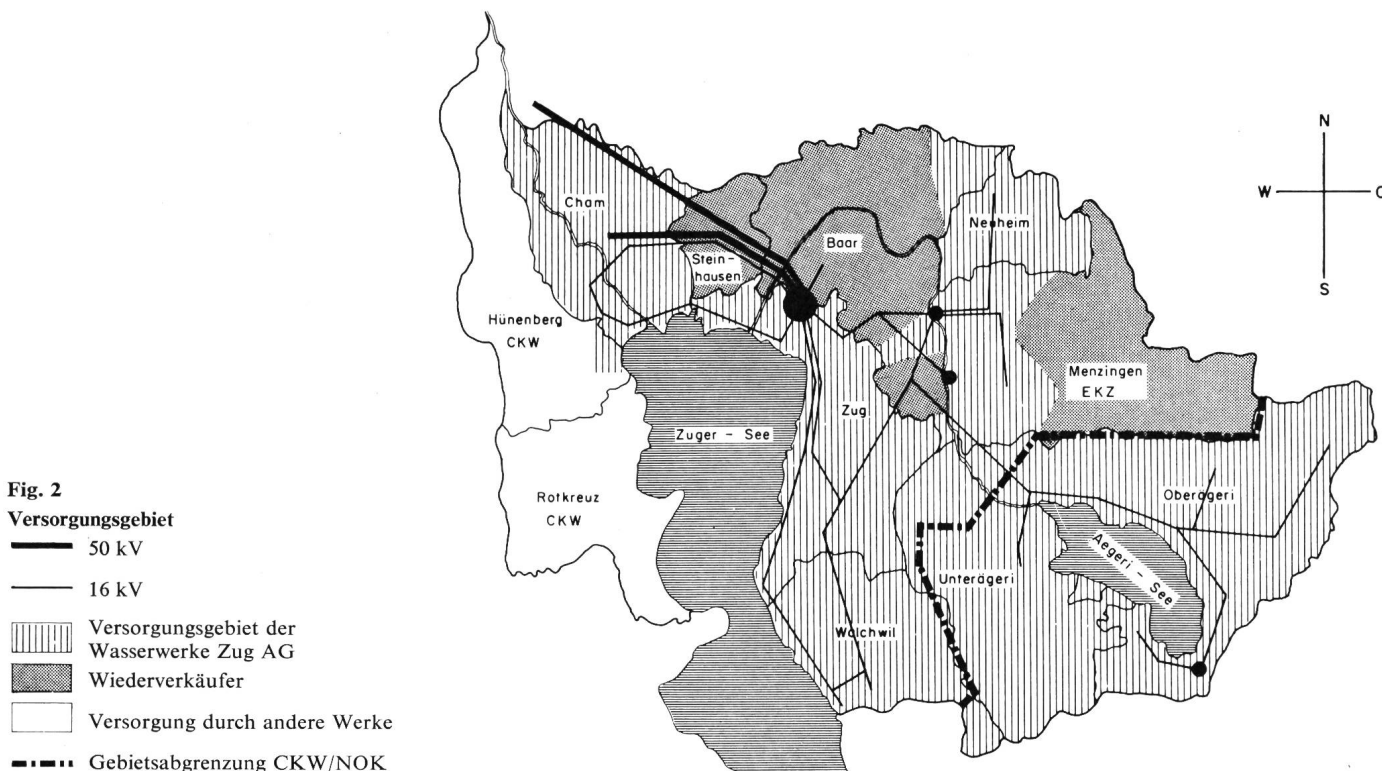 N
W
O
S
Cham
Stein-
hausen
Baar
Neuheim
Hünenberg
CKW
Menzingen
EKZ
Zug
Zuger - See
Rotkreuz
CKW
Oberägeri
Aegeri - See
Unterägeri
Walchwil
Fig. 2
Versorgungsgebiet
50 kV
16 kV
Versorgungsgebiet der
Wasserwerke Zug AG
Wiederverkäufer
Versorgung durch andere Werke
Gebietsabgrenzung CKW/NOK